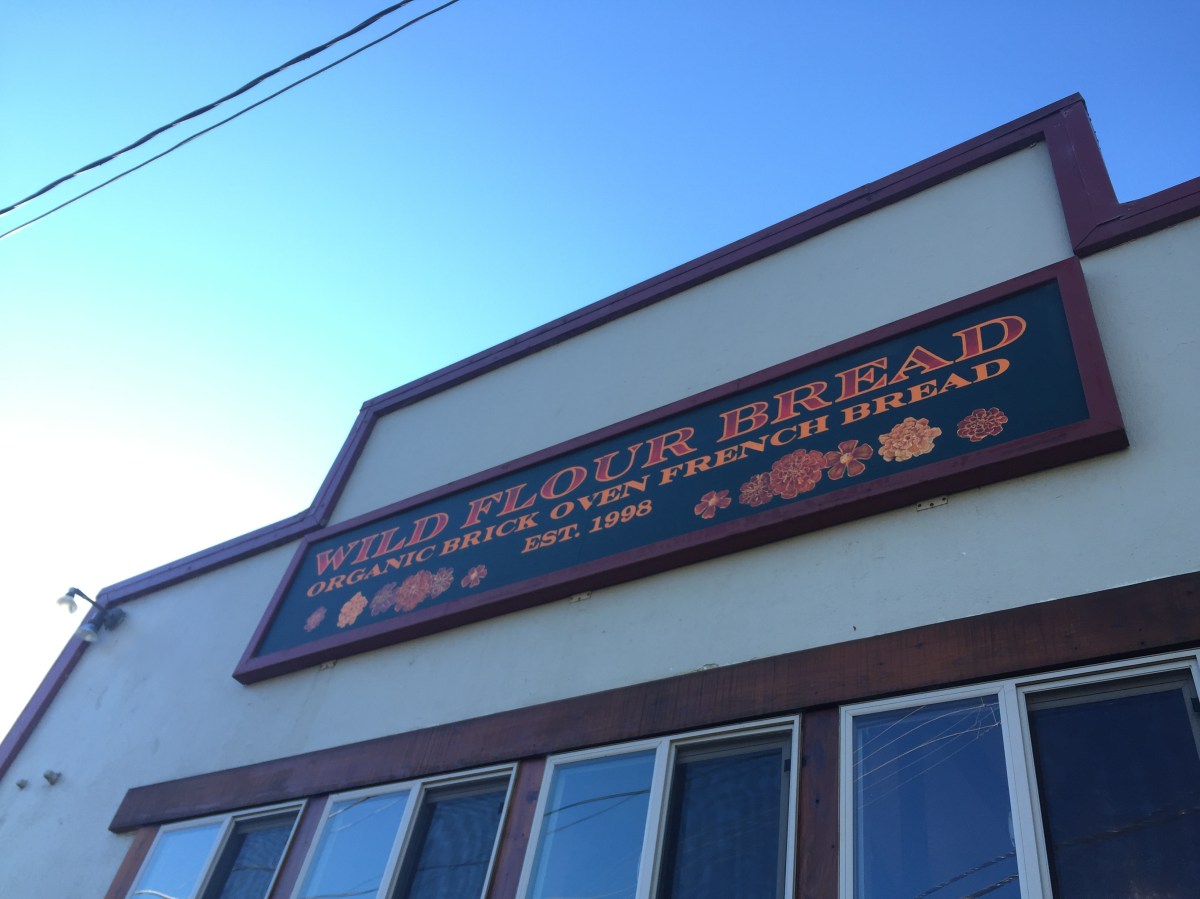 WILD FLOUR BREAD
ORGANIC BRICK OVEN FRENCH BREAD
EST. 1998